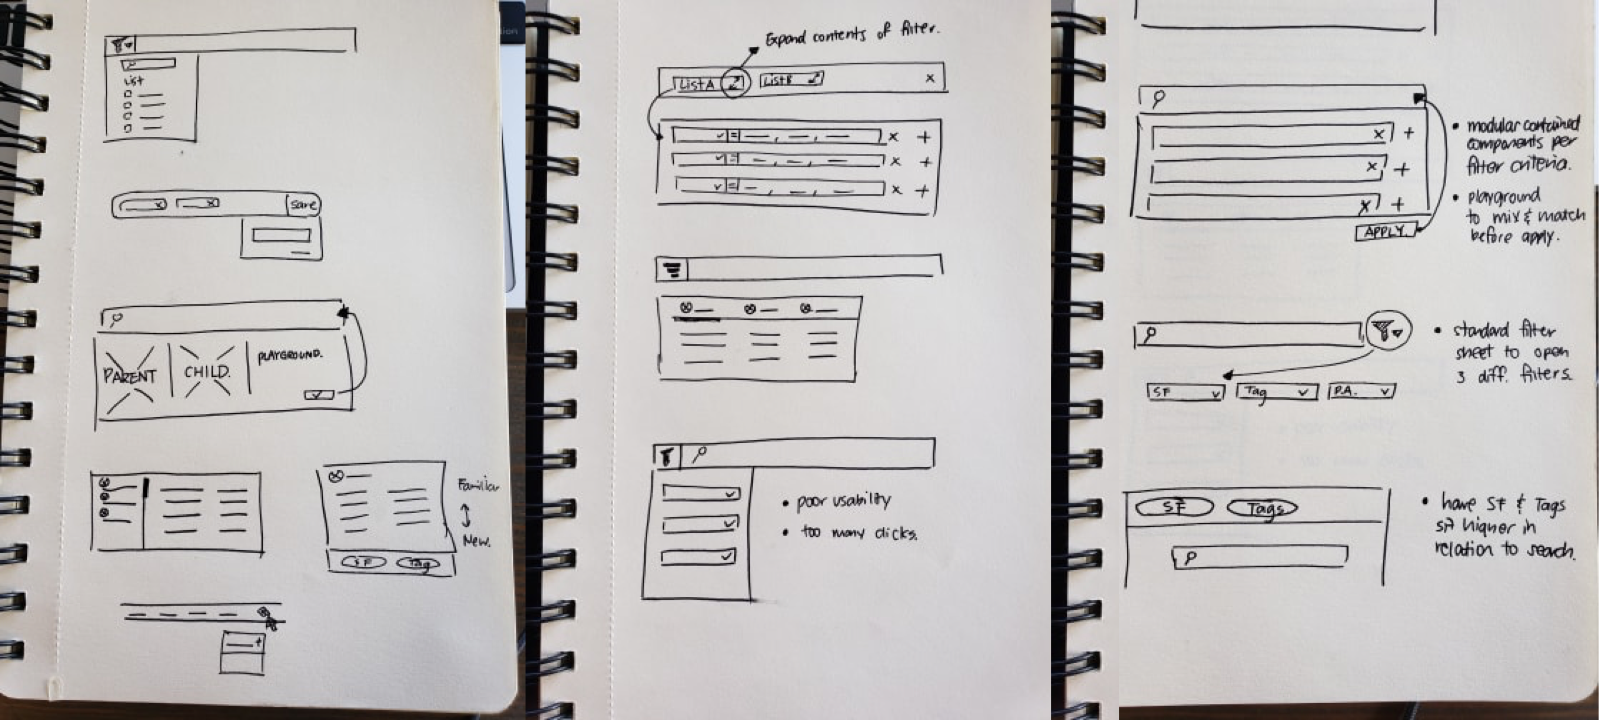 List
save
PARENT
CHILD.
PLAYGROUND.
Familiar
New.
SF
Tag
Expand contents of filter.
List A
List B
x
x +
x +
x +
• poor usability
• too many clicks.
x +
x +
x +
APPLY.
• modular contained
components per
filter criteria.
• playground
to mix & match
before apply.
SF
Tag
P.A.
• standard filter
sheet to open
3 diff. filters.
SF
Tags
• have SF & Tags
sit higher in
relation to search.